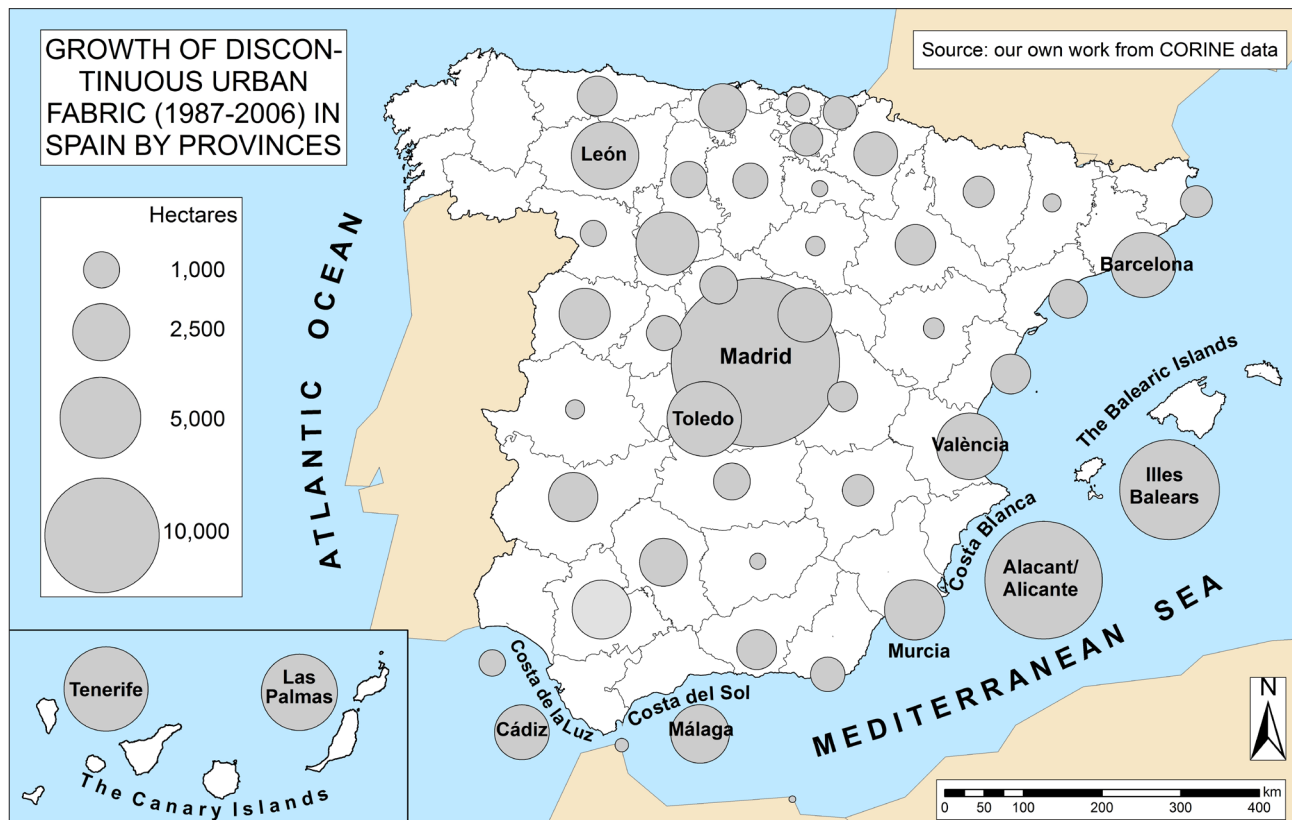 GROWTH OF DISCON-
TINUOUS URBAN
FABRIC (1987-2006) IN
SPAIN BY PROVINCES
Source: our own work from CORINE data
Hectares
1,000
2,500
5,000
10,000
ATLANTIC OCEAN
León
Barcelona
Madrid
Toledo
The Balearic Islands
València
Illes
Balears
Costa Blanca
Alacant/
Alicante
Murcia
MEDITERRANEAN SEA
Costa de la Luz
Costa del Sol
Cádiz
Málaga
Tenerife
Las
Palmas
The Canary Islands
N
km
0 50 100 200 300 400